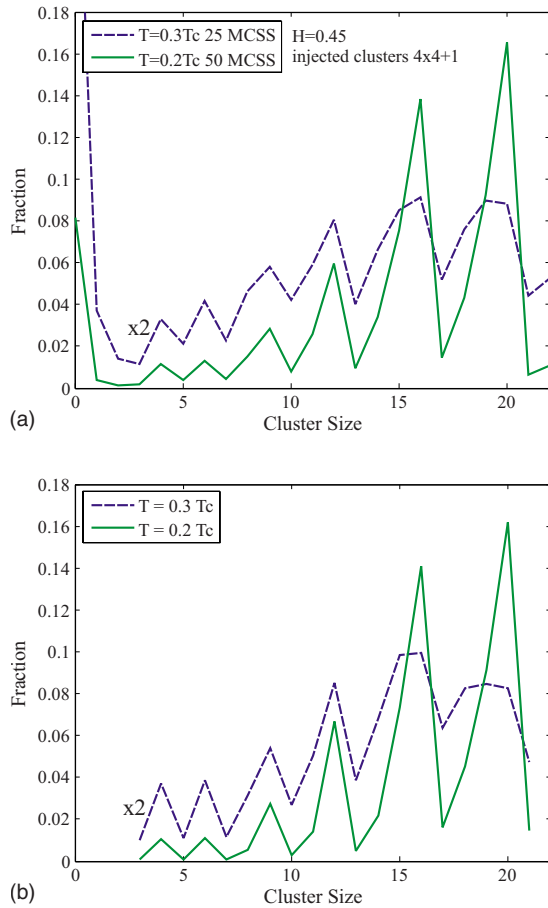 0.18
0.16
0.14
0.12
0.1
0.08
0.06
0.04
0.02
0
Fraction
T=0.3Tc 25 MCSS
T=0.2Tc 50 MCSS
H=0.45
injected clusters 4x4+1
x2
0 5 10 15 20
Cluster Size
(a)
0.18
0.16
0.14
0.12
0.1
0.08
0.06
0.04
0.02
0
Fraction
T = 0.3 Tc
T = 0.2 Tc
x2
0 5 10 15 20
Cluster Size
(b)